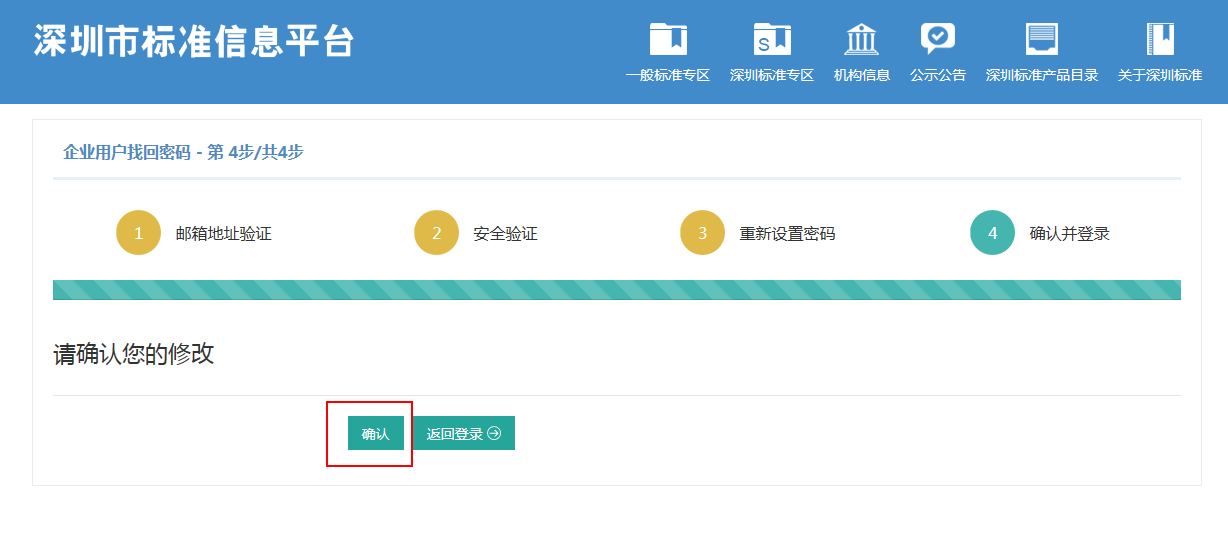 深圳市标准信息平台
一般标准专区 深圳标准专区 机构信息 公示公告 深圳标准产品目录 关于深圳标准
企业用户找回密码 - 第 4步/共4步
1 邮箱地址验证 2 安全验证 3 重新设置密码 4 确认并登录
请确认您的修改
确认 返回登录